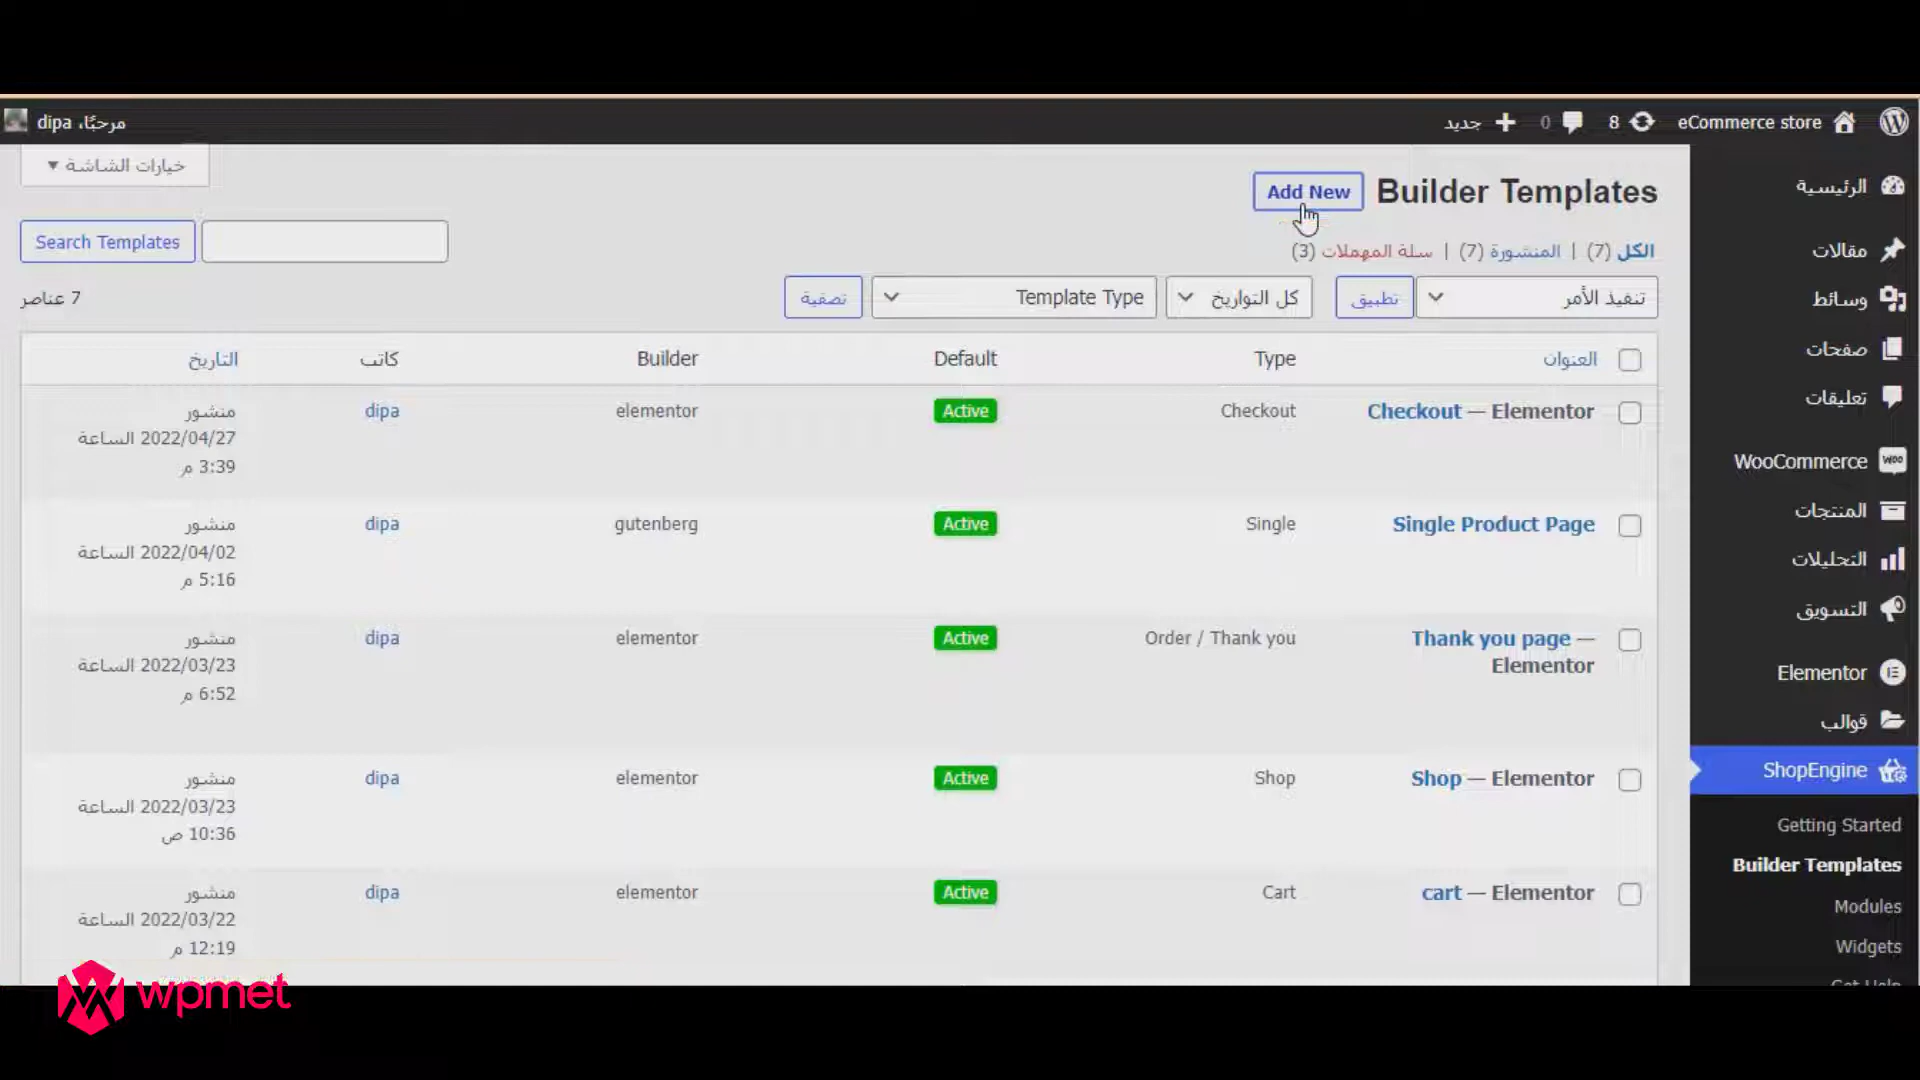 eCommerce store
8
0
جديد
مرحبًا، dipa
خيارات الشاشة
Builder Templates
Add New
الكل (7) | المنشورة (7) | سلة المهملات (3)
Search Templates
تنفيذ الأمر
تطبيق
كل التواريخ
Template Type
تصفية
7 عناصر
العنوان Type Default Builder كاتب التاريخ
Checkout — Elementor Checkout Active elementor dipa منشور
2022/04/27 الساعة
3:39 م
Single Product Page Single Active gutenberg dipa منشور
2022/04/02 الساعة
5:16 م
Thank you page — Order / Thank you Active elementor dipa منشور
Elementor 2022/03/23 الساعة
6:52 م
Shop — Elementor Shop Active elementor dipa منشور
2022/03/23 الساعة
10:36 ص
cart — Elementor Cart Active elementor dipa منشور
2022/03/22 الساعة
12:19 م
الرئيسية
مقالات
وسائط
صفحات
تعليقات
WooCommerce
المنتجات
التحليلات
التسويق
Elementor
قوالب
ShopEngine
Getting Started
Builder Templates
Modules
Widgets
Get Help
wpmet